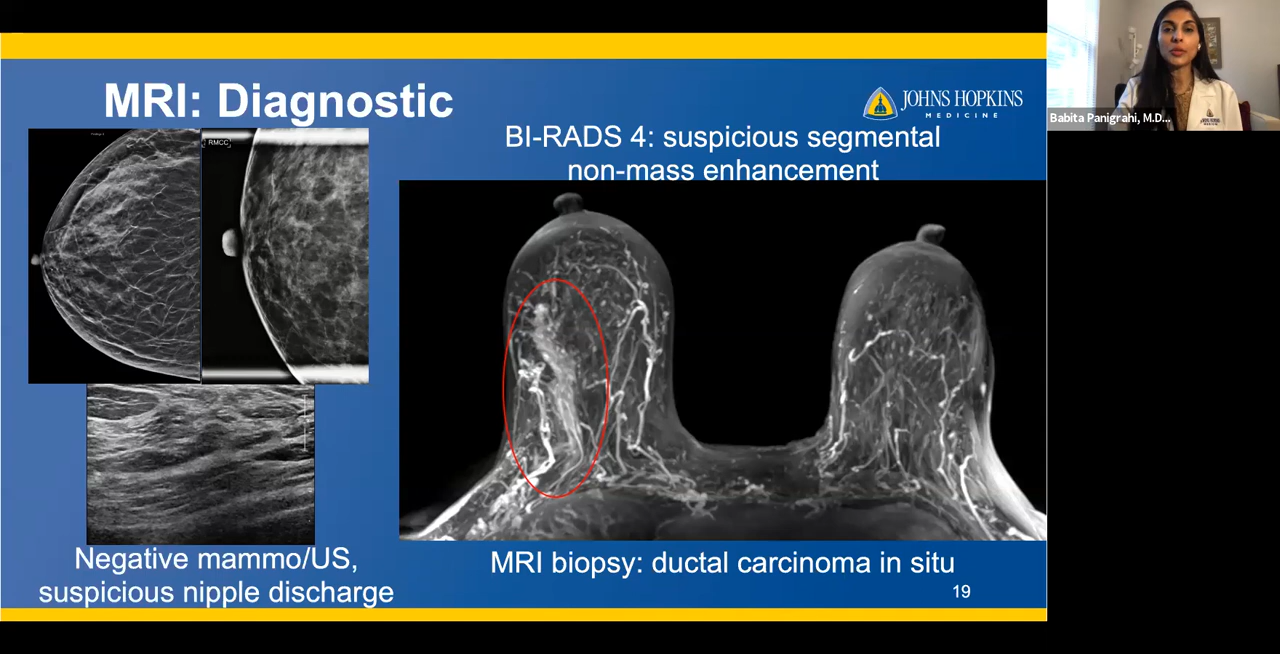 MRI: Diagnostic
JOHNS HOPKINS
MEDICINE
BI-RADS 4: suspicious segmental
non-mass enhancement
RMCC
Negative mammo/US,
suspicious nipple discharge
MRI biopsy: ductal carcinoma in situ
19
Babita Panigrahi, M.D...